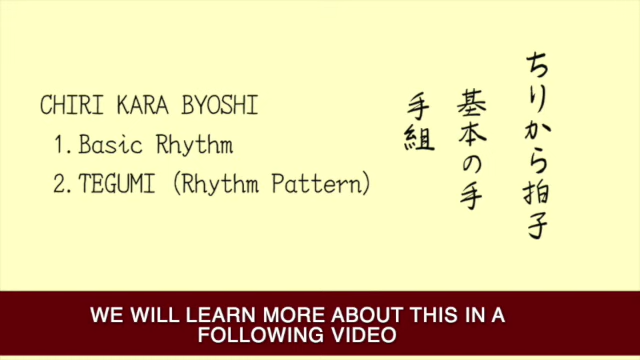 CHIRI KARA BYOSHI
1. Basic Rhythm
2. TEGUMI (Rhythm Pattern)
ちりから拍子
基本の手
手組
WE WILL LEARN MORE ABOUT THIS IN A
FOLLOWING VIDEO